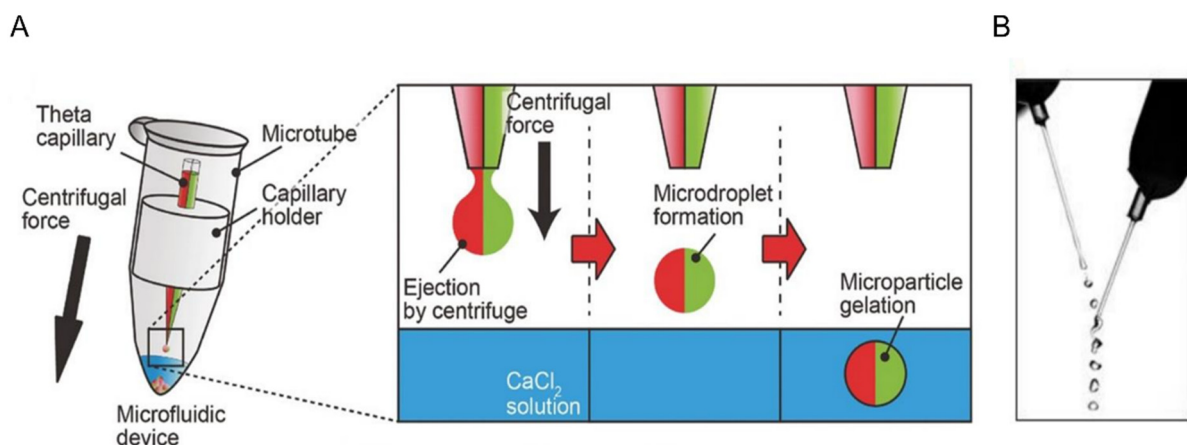 A
B
Theta
capillary
Microtube
Centrifugal
force
Capillary
holder
Microfluidic
device
Centrifugal
force
Ejection
by centrifuge
Microdroplet
formation
Microparticle
gelation
CaCl₂
solution